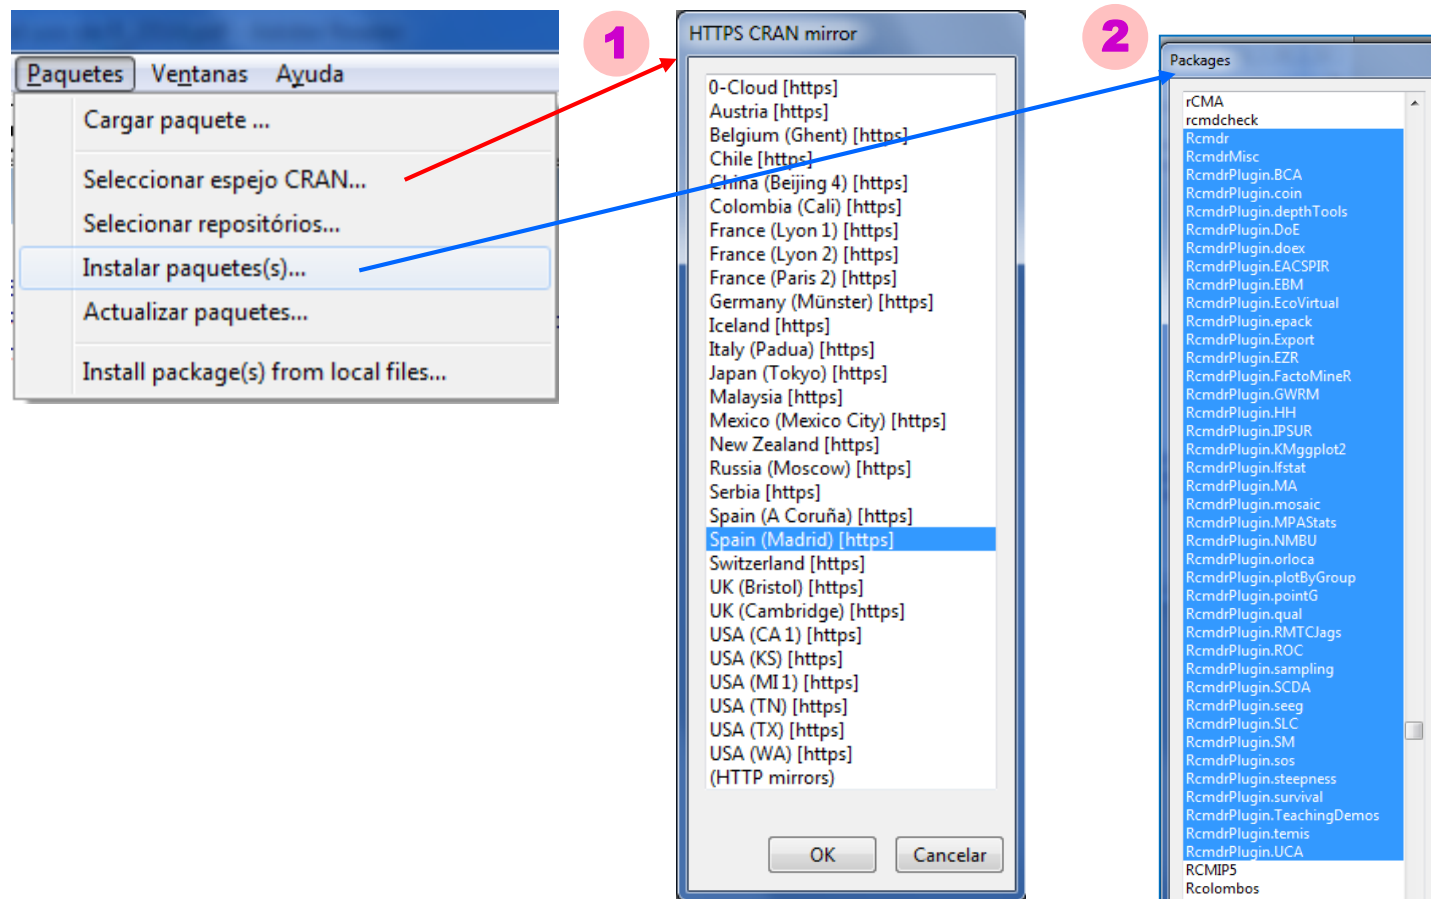 Paquetes Ventanas Ayuda
Cargar paquete ...
Seleccionar espejo CRAN...
Selecionar repositórios...
Instalar paquetes(s)...
Actualizar paquetes...
Install package(s) from local files...
1
HTTPS CRAN mirror
0-Cloud [https]
Austria [https]
Belgium (Ghent) [https]
Chile [https]
China (Beijing 4) [https]
Colombia (Cali) [https]
France (Lyon 1) [https]
France (Lyon 2) [https]
France (Paris 2) [https]
Germany (Münster) [https]
Iceland [https]
Italy (Padua) [https]
Japan (Tokyo) [https]
Malaysia [https]
Mexico (Mexico City) [https]
New Zealand [https]
Russia (Moscow) [https]
Serbia [https]
Spain (A Coruña) [https]
Spain (Madrid) [https]
Switzerland [https]
UK (Bristol) [https]
UK (Cambridge) [https]
USA (CA 1) [https]
USA (KS) [https]
USA (MI 1) [https]
USA (TN) [https]
USA (TX) [https]
USA (WA) [https]
(HTTP mirrors)
OK Cancelar
2
Packages
rCMA
rcmdcheck
Rcmdr
RcmdrMisc
RcmdrPlugin.BCA
RcmdrPlugin.coin
RcmdrPlugin.depthTools
RcmdrPlugin.DoE
RcmdrPlugin.doex
RcmdrPlugin.EACSPIR
RcmdrPlugin.EBM
RcmdrPlugin.EcoVirtual
RcmdrPlugin.epack
RcmdrPlugin.Export
RcmdrPlugin.EZR
RcmdrPlugin.FactoMineR
RcmdrPlugin.GWRM
RcmdrPlugin.HH
RcmdrPlugin.IPSUR
RcmdrPlugin.KMggplot2
RcmdrPlugin.lfstat
RcmdrPlugin.MA
RcmdrPlugin.mosaic
RcmdrPlugin.MPAStats
RcmdrPlugin.NMBU
RcmdrPlugin.orloca
RcmdrPlugin.plotByGroup
RcmdrPlugin.pointG
RcmdrPlugin.qual
RcmdrPlugin.RMTCJags
RcmdrPlugin.ROC
RcmdrPlugin.sampling
RcmdrPlugin.SCDA
RcmdrPlugin.seeg
RcmdrPlugin.SLC
RcmdrPlugin.SM
RcmdrPlugin.sos
RcmdrPlugin.steepness
RcmdrPlugin.survival
RcmdrPlugin.TeachingDemos
RcmdrPlugin.temis
RcmdrPlugin.UCA
RCMIP5
Rcolombos